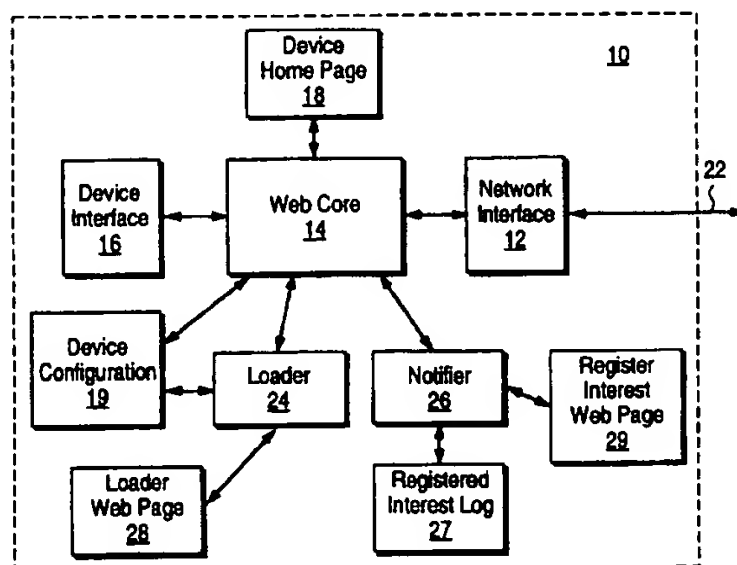 Device
Home Page
18
10
Device
Interface
16
Web Core
14
Network
Interface
12
22
Device
Configuration
19
Loader
24
Notifier
26
Register
Interest
Web Page
29
Loader
Web Page
28
Registered
Interest Log
27